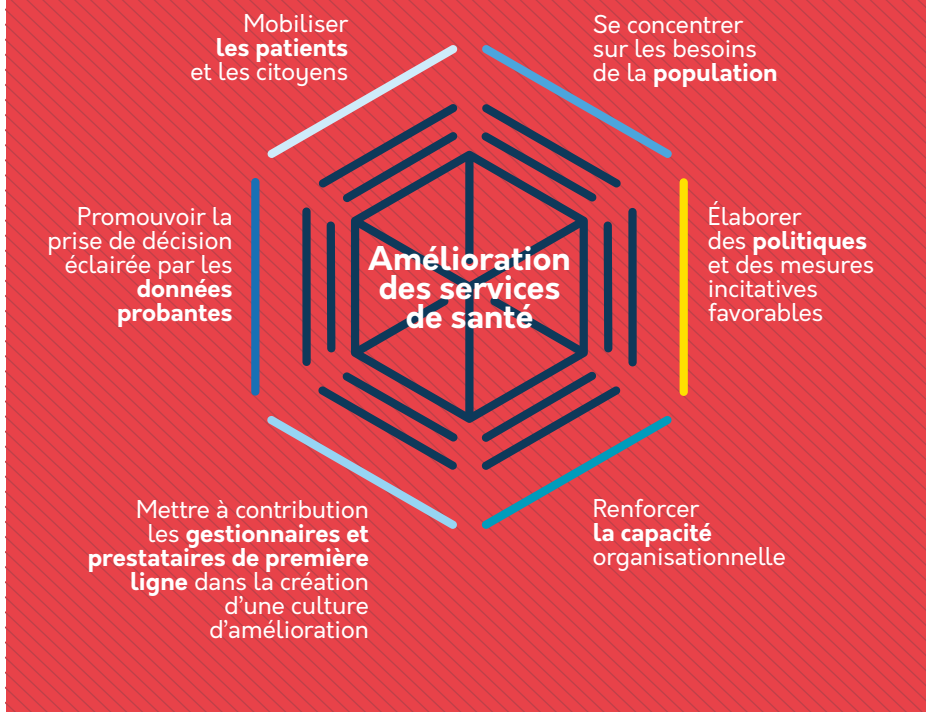 Mobiliser
les patients
et les citoyens
Se concentrer
sur les besoins
de la population
Promouvoir la
prise de décision
éclairée par les
données
probantes
Amélioration
des services
de santé
Élaborer
des politiques
et des mesures
incitatives
favorables
Mettre à contribution
les gestionnaires et
prestataires de première
ligne dans la création
d'une culture
d'amélioration
Renforcer
la capacité
organisationnelle